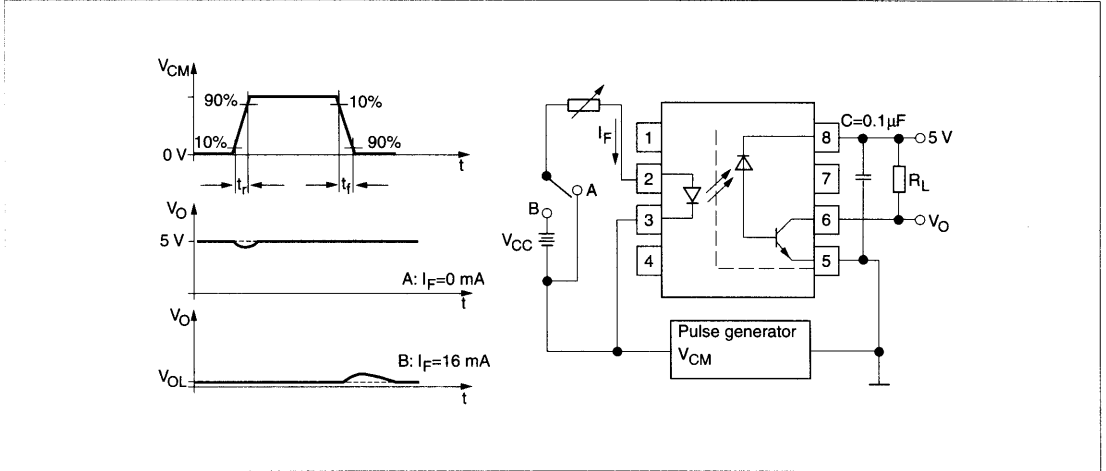 V_CM
90%
10%
10%
90%
0 V
t
t_r
t_f
V_O
5 V
A: I_F=0 mA
t
V_O
B: I_F=16 mA
V_OL
t
I_F
A
B
V_CC
1
2
3
4
8
7
6
5
C=0.1µF
5 V
R_L
V_O
Pulse generator
V_CM